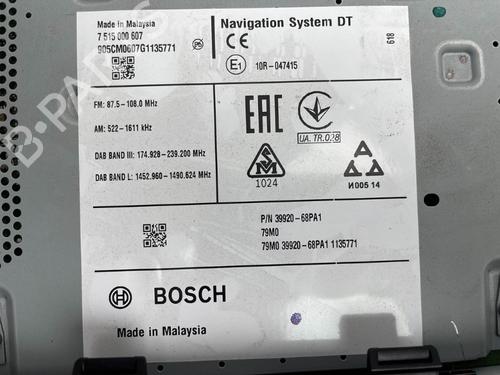 Made in Malaysia
7 515 000 607
905CM0607G1135771
Navigation System DT
CE
618
E1 10R-047415
FM: 87.5-108.0 MHz
AM: 522-1611 kHz
DAB BAND III: 174.928-239.200 MHz
DAB BAND L: 1452.960-1490.624 MHz
EAC
UA.TR.028
SM
1024
И005 14
P/N 39920-68PA1
79M0
79M0 39920-68PA1 1135771
BOSCH
Made in Malaysia
B-PARTS